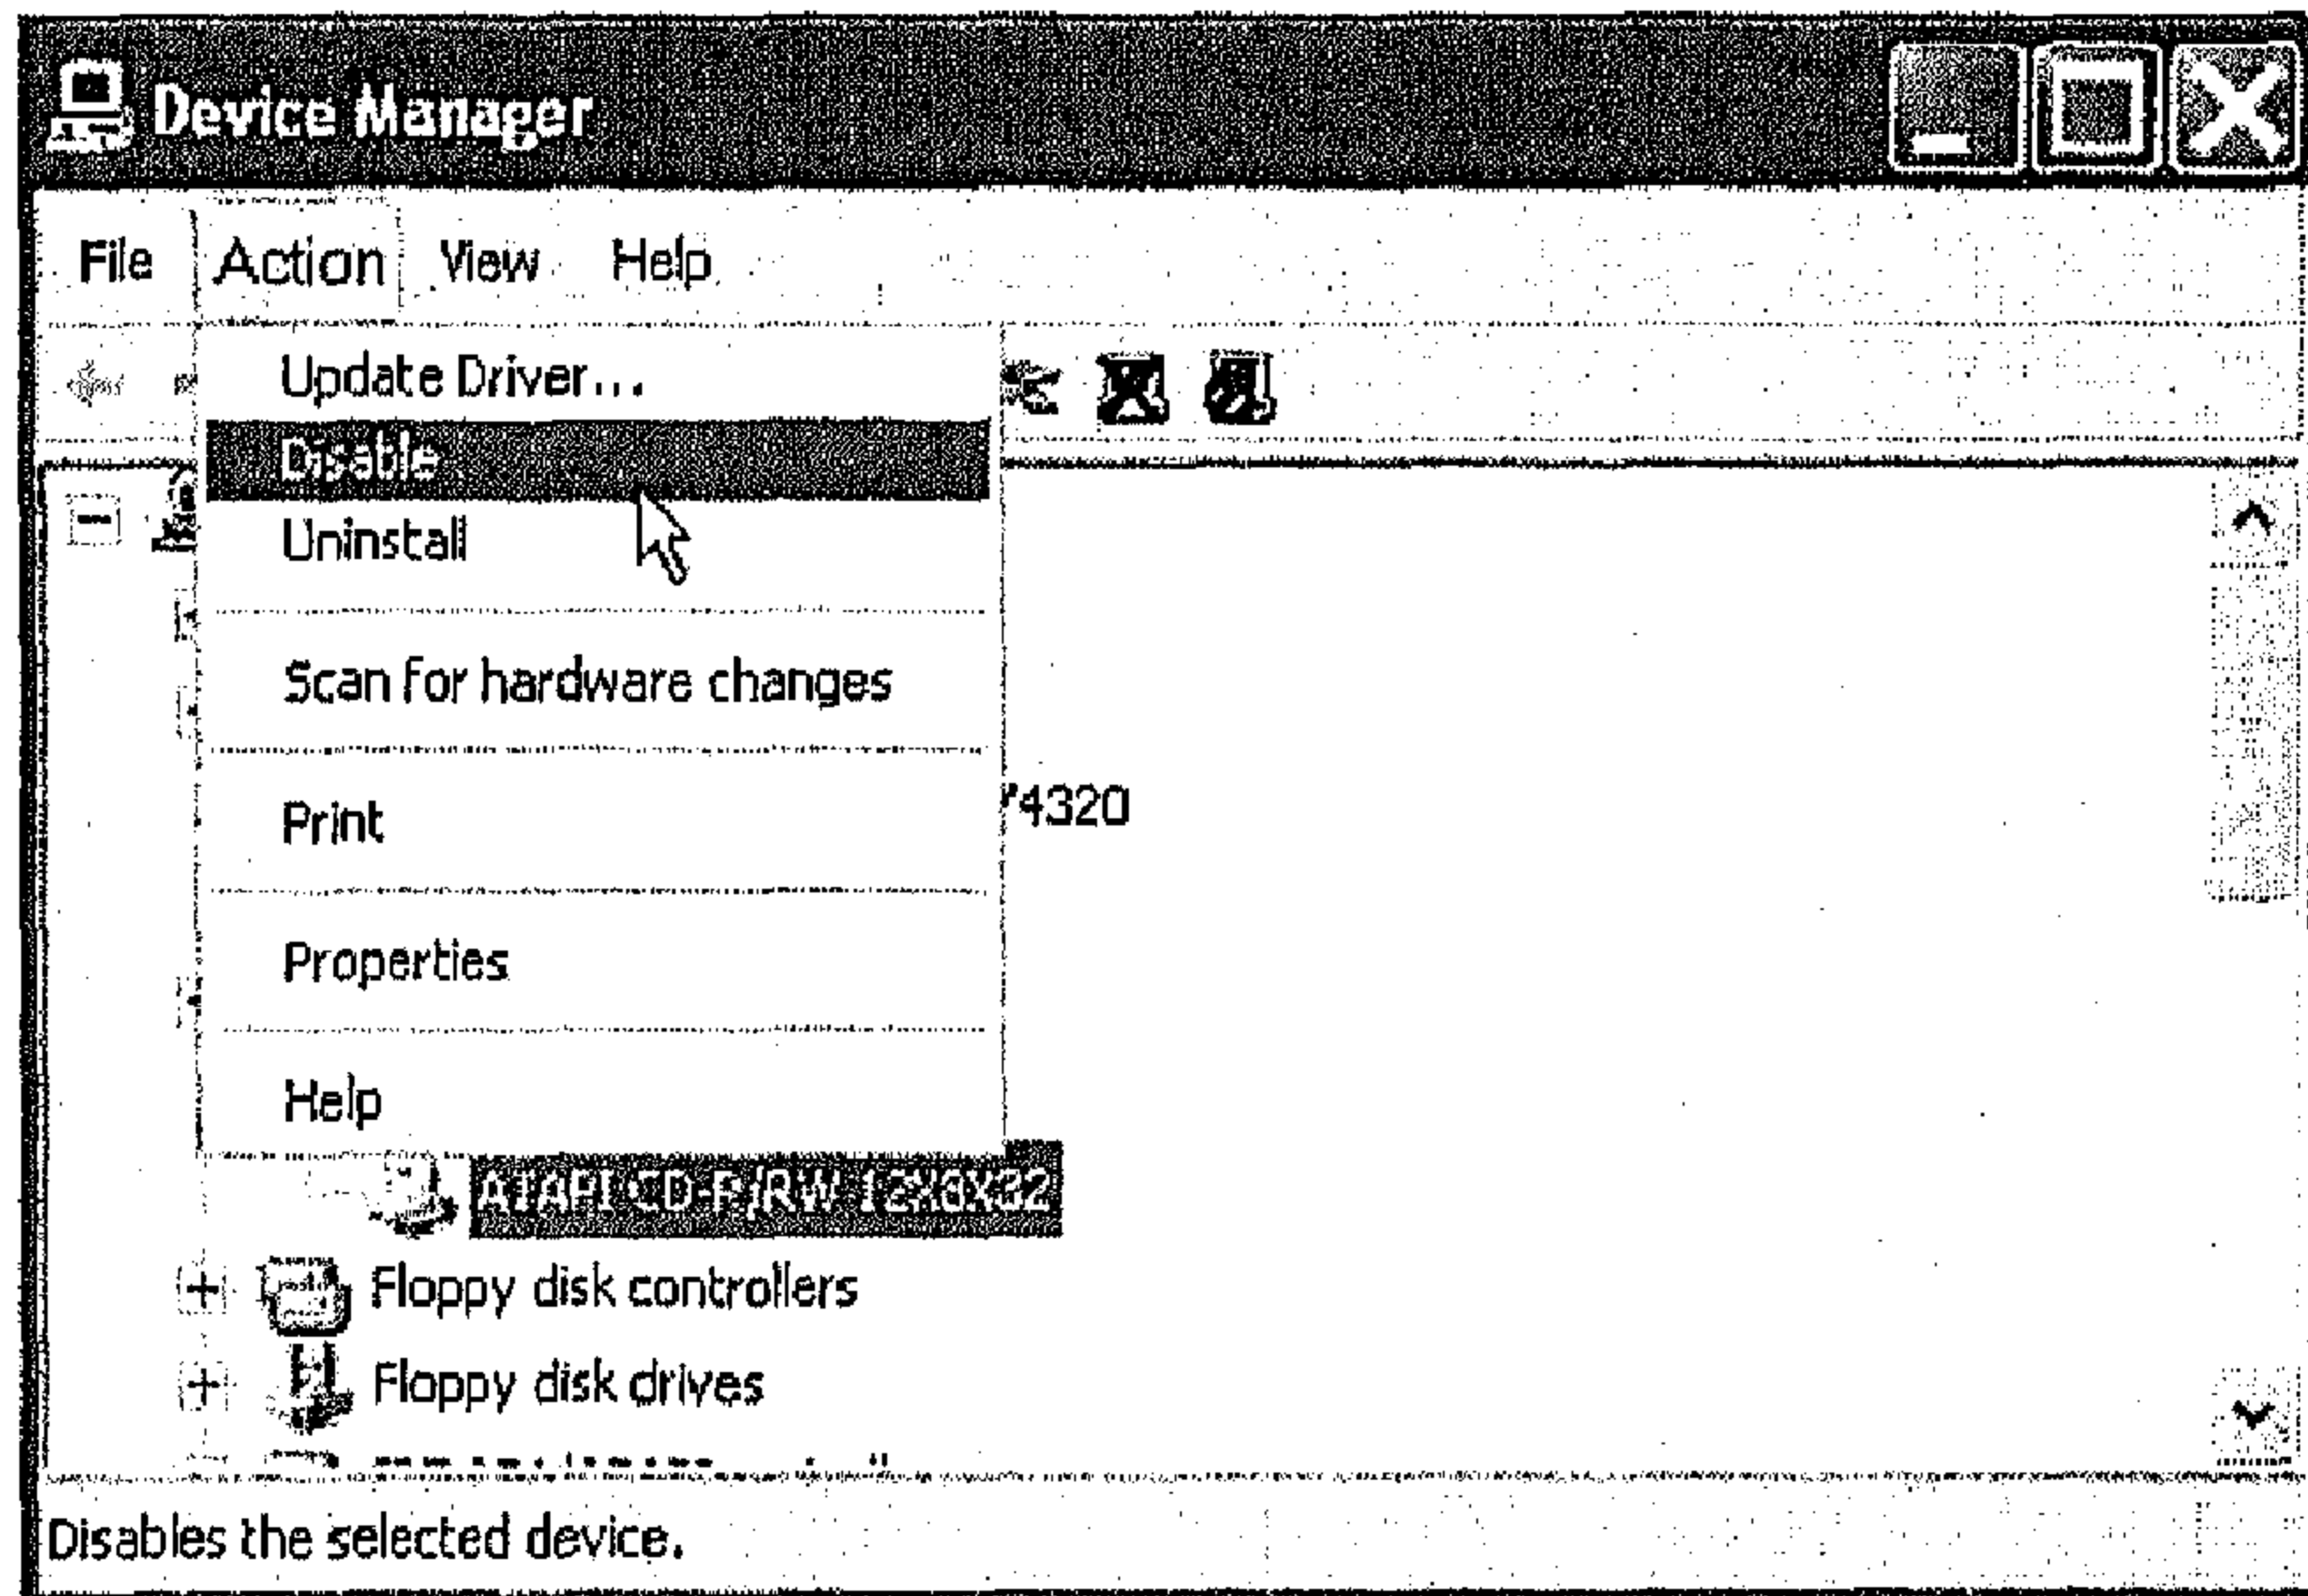 Device Manager
File Action View Help
Update Driver...
Disable
Uninstall
Scan for hardware changes
Print
4320
Properties
Help
ATAPI CD-R/RW 12X8X32
Floppy disk controllers
Floppy disk drives
Disables the selected device.